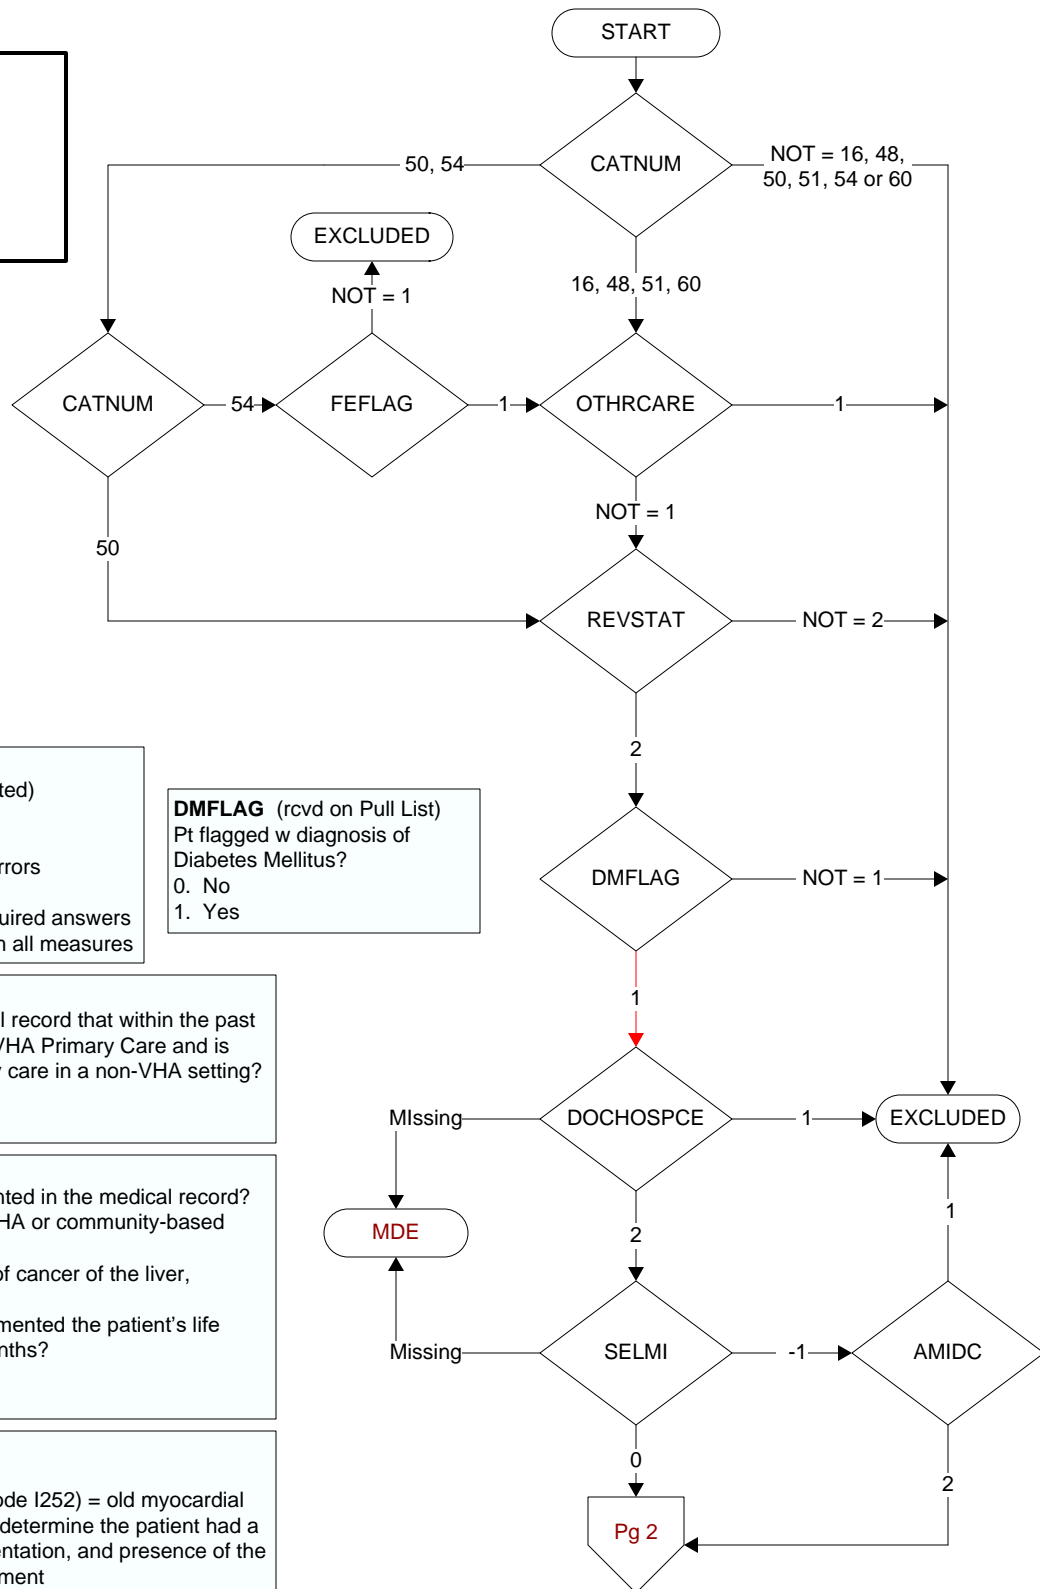 START
CATNUM
50, 54
NOT = 16, 48,
50, 51, 54 or 60
EXCLUDED
NOT = 1
16, 48, 51, 60
CATNUM
54
FEFLAG
1
OTHRCARE
1
NOT = 1
50
REVSTAT
NOT = 2
2
ted)
rrors
uired answers
n all measures
DMFLAG (rcvd on Pull List)
Pt flagged w diagnosis of
Diabetes Mellitus?
0. No
1. Yes
DMFLAG
NOT = 1
1
l record that within the past
VHA Primary Care and is
y care in a non-VHA setting?
MIssing
DOCHOSPCE
1
EXCLUDED
nted in the medical record?
HA or community-based
of cancer of the liver,
mented the patient's life
nths?
MDE
2
1
Missing
SELMI
-1
AMIDC
0
2
ode I252) = old myocardial
determine the patient had a
entation, and presence of the
ment
Pg 2